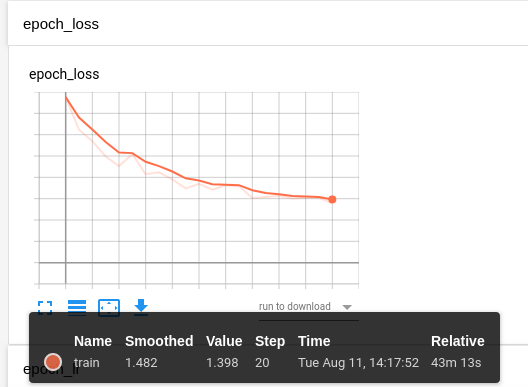 epoch_loss
epoch_loss
run to download
Name Smoothed Value Step Time Relative
train 1.482 1.398 20 Tue Aug 11, 14:17:52 43m 13s
epoch_lr